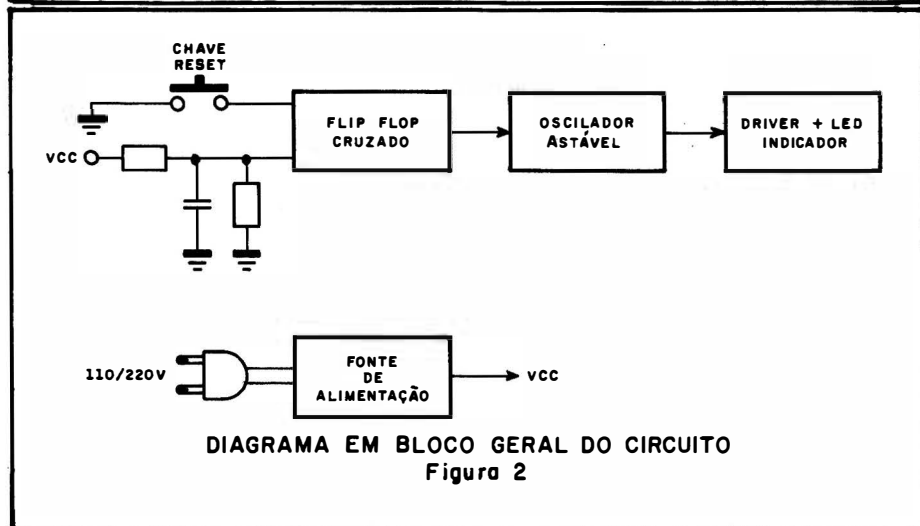 CHAVE
RESET
FLIP FLOP
CRUZADO
OSCILADOR
ASTÁVEL
DRIVER + LED
INDICADOR
VCC
110/220V
FONTE
DE
ALIMENTAÇÃO
VCC
DIAGRAMA EM BLOCO GERAL DO CIRCUITO
Figura 2